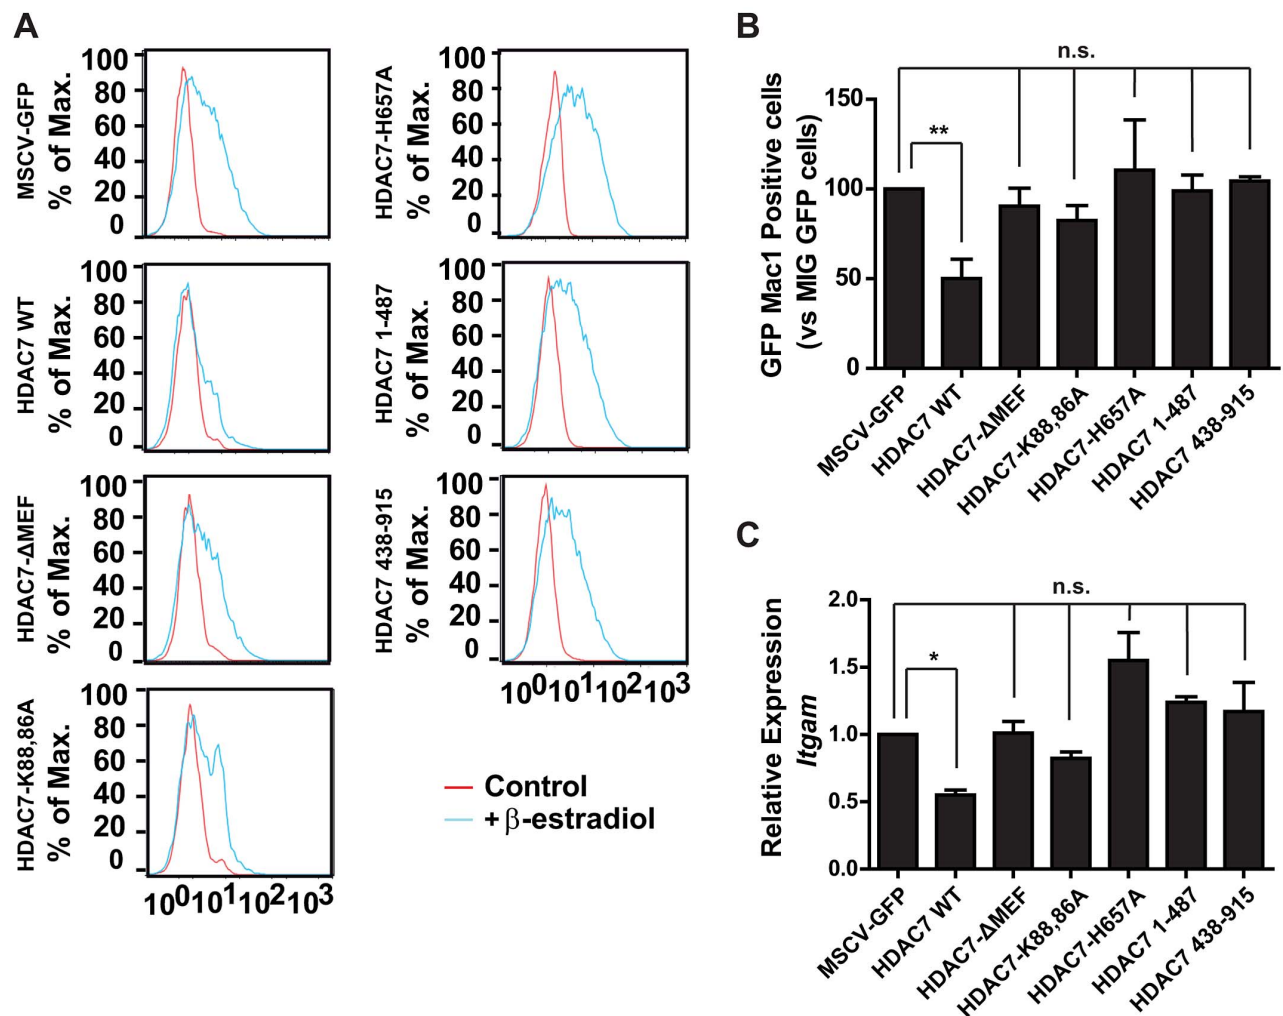 A
MSCV-GFP
% of Max.
100
80
60
40
20
0
HDAC7 WT
% of Max.
100
80
60
40
20
0
HDAC7-ΔMEF
% of Max.
100
80
60
40
20
0
HDAC7-K88,86A
% of Max.
100
80
60
40
20
0
10⁰10¹10²10³
HDAC7-H657A
% of Max.
100
80
60
40
20
0
HDAC7 1-487
% of Max.
100
80
60
40
20
0
HDAC7 438-915
% of Max.
100
80
60
40
20
0
10⁰10¹10²10³
Control
+ β-estradiol
B
GFP Mac1 Positive cells
(vs MIG GFP cells)
n.s.
**
150
100
50
0
MSCV-GFP
HDAC7 WT
HDAC7-ΔMEF
HDAC7-K88,86A
HDAC7-H657A
HDAC7 1-487
HDAC7 438-915
C
Relative Expression
Itgam
n.s.
*
2.0
1.5
1.0
0.5
0.0
MSCV-GFP
HDAC7 WT
HDAC7-ΔMEF
HDAC7-K88,86A
HDAC7-H657A
HDAC7 1-487
HDAC7 438-915